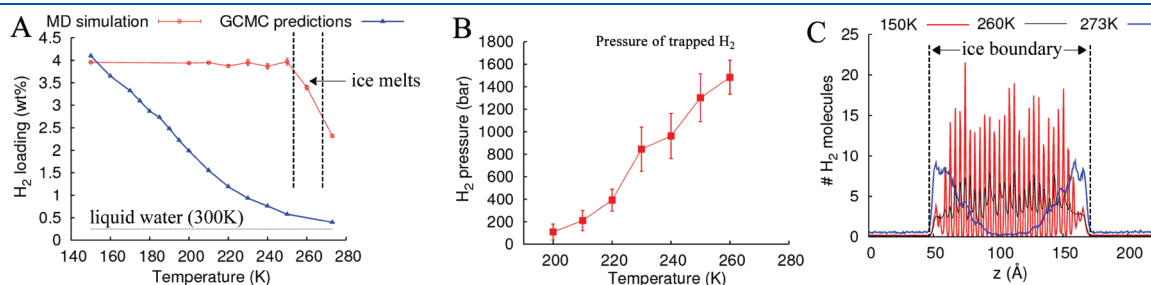 A
MD simulation GCMC predictions
5
4.5
4
3.5
3
2.5
2
1.5
1
0.5
0
H2 loading (wt%)
ice melts
liquid water (300K)
140 160 180 200 220 240 260 280
Temperature (K)
B
Pressure of trapped H2
1800
1600
1400
1200
1000
800
600
400
200
0
H2 pressure (bar)
200 220 240 260 280
Temperature (K)
C
150K 260K 273K
25
20
15
10
5
0
# H2 molecules
ice boundary
0 50 100 150 200
z (Å)